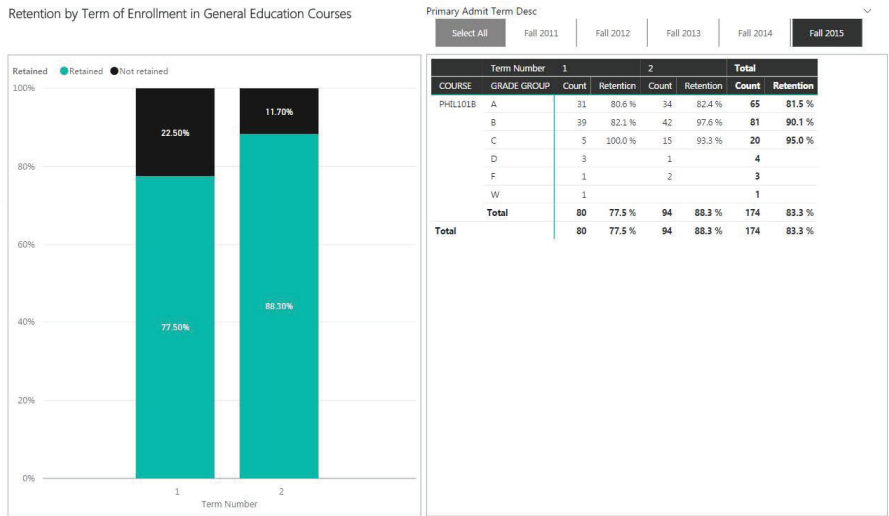 Retention by Term of Enrollment in General Education Courses
Primary Admit Term Desc
Select All Fall 2011 Fall 2012 Fall 2013 Fall 2014 Fall 2015
Retained Retained Not retained
100%
80%
60%
40%
20%
0%
22.50%
11.70%
77.50%
88.30%
1 2
Term Number
Term Number 1 2 Total
COURSE GRADE GROUP Count Retention Count Retention Count Retention
PHIL101B A 31 80.6 % 34 82.4 % 65 81.5 %
B 39 82.1 % 42 97.6 % 81 90.1 %
C 5 100.0 % 15 93.3 % 20 95.0 %
D 3 1 4
F 1 2 3
W 1 1
Total 80 77.5 % 94 88.3 % 174 83.3 %
Total 80 77.5 % 94 88.3 % 174 83.3 %